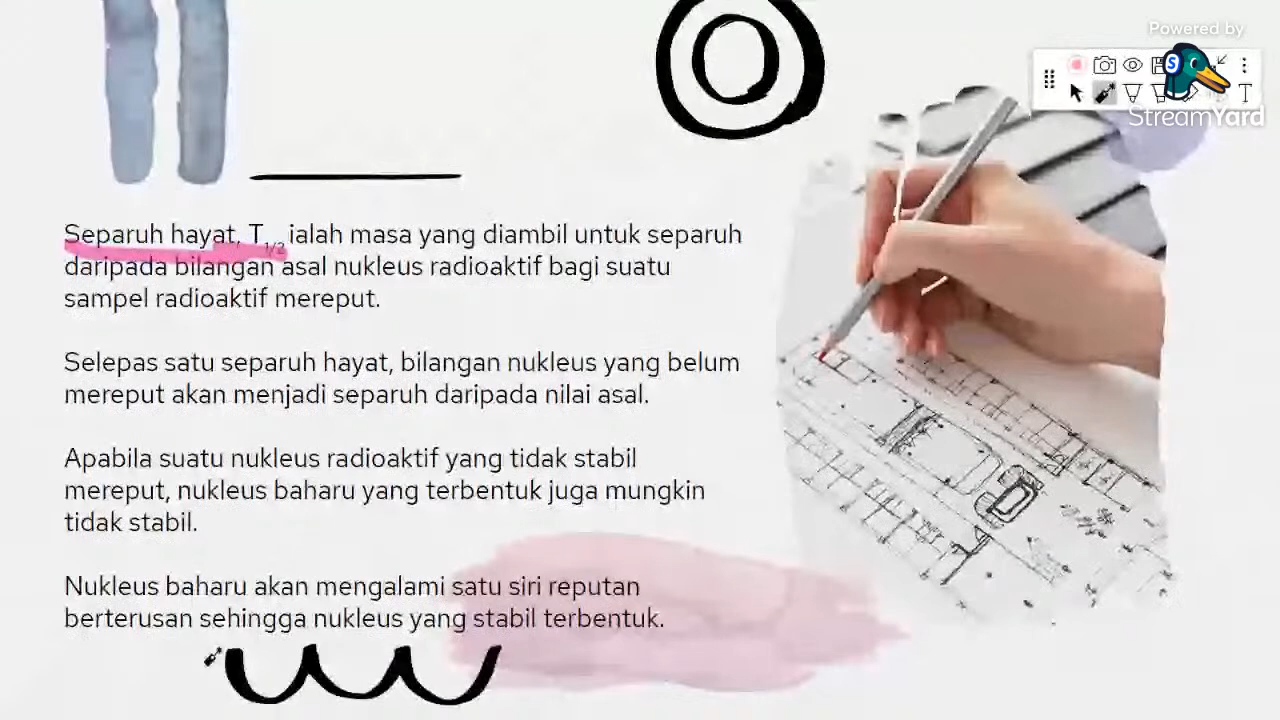 Powered by
StreamYard
Separuh hayat, T1/2 ialah masa yang diambil untuk separuh
daripada bilangan asal nukleus radioaktif bagi suatu
sampel radioaktif mereput.
Selepas satu separuh hayat, bilangan nukleus yang belum
mereput akan menjadi separuh daripada nilai asal.
Apabila suatu nukleus radioaktif yang tidak stabil
mereput, nukleus baharu yang terbentuk juga mungkin
tidak stabil.
Nukleus baharu akan mengalami satu siri reputan
berterusan sehingga nukleus yang stabil terbentuk.